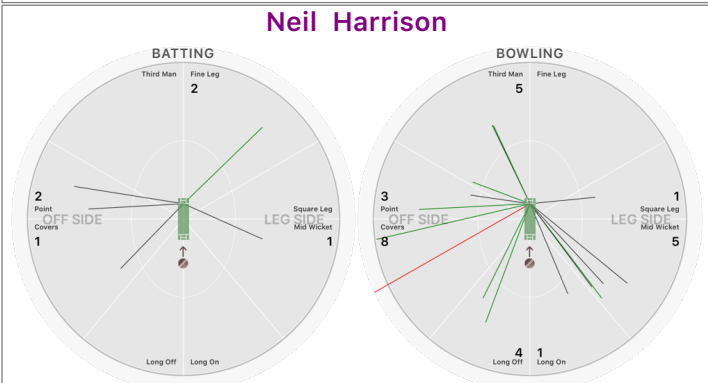 Neil Harrison
BATTING
Third Man Fine Leg
2
2
Point
OFF SIDE
Covers
1
Square Leg
LEG SIDE
Mid Wicket
1
Long Off Long On
BOWLING
Third Man Fine Leg
5
3
Point
OFF SIDE
Covers
8
1
Square Leg
LEG SIDE
Mid Wicket
5
4 1
Long Off Long On